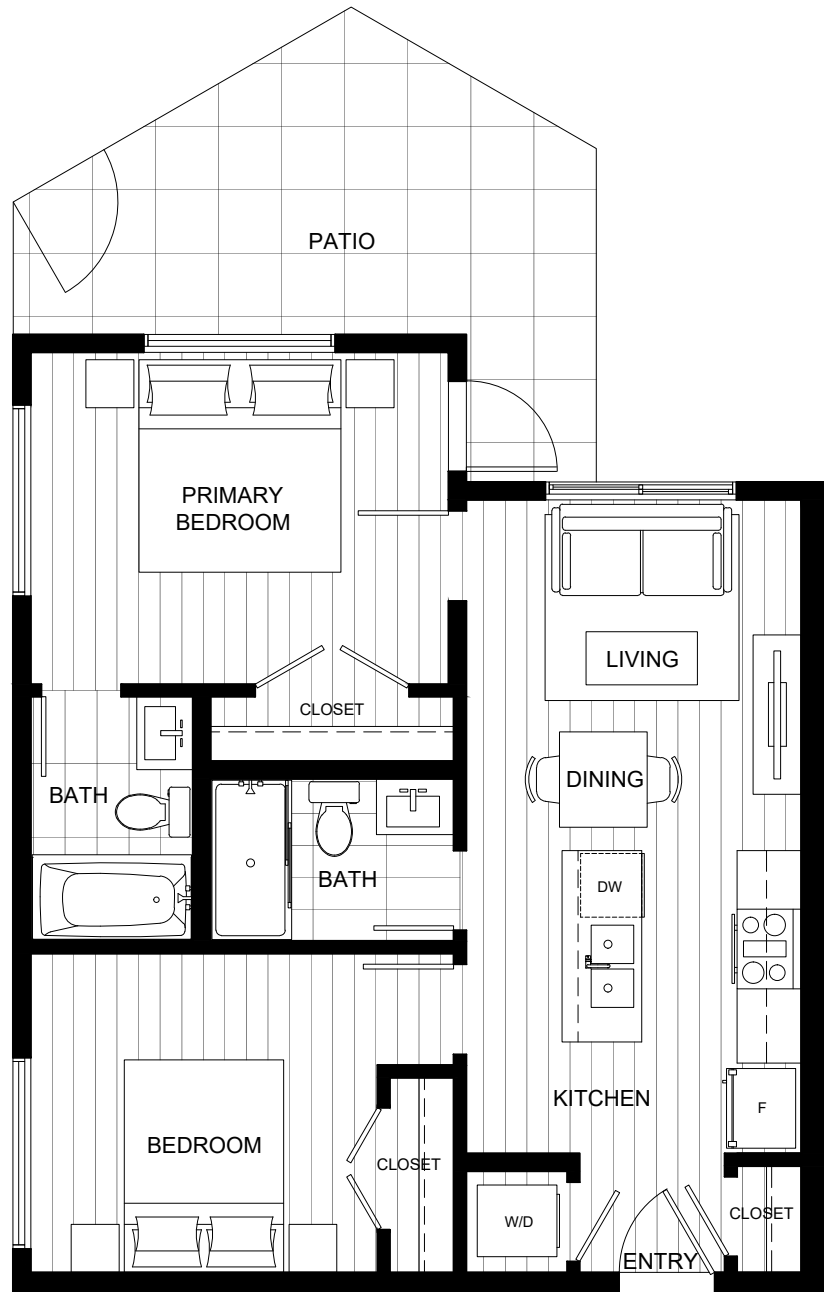 PATIO
PRIMARY
BEDROOM
LIVING
CLOSET
DINING
BATH
BATH
DW
KITCHEN
F
BEDROOM
CLOSET
W/D
CLOSET
ENTRY